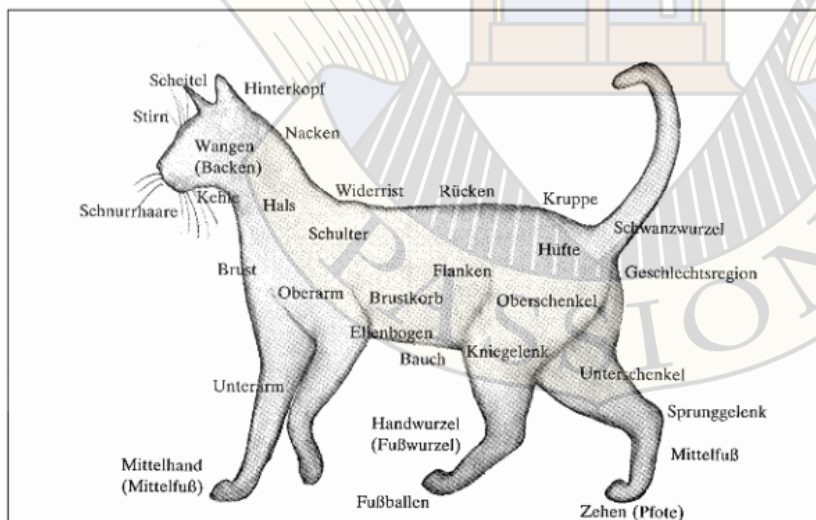 Scheitel
Hinterkopf
Stirn
Nacken
Wangen
(Backen)
Widerrist
Rücken
Kruppe
Kehle
Hals
Schnurrhaare
Schulter
Schwanzwurzel
Hüfte
Brust
Flanken
Geschlechtsregion
Oberarm
Brustkorb
Oberschenkel
Ellenbogen
Bauch
Kniegelenk
Unterarm
Unterschenkel
Handwurzel
(Fußwurzel)
Sprunggelenk
Mittelhand
(Mittelfuß)
Mittelfuß
Fußballen
Zehen (Pfote)
PASSION